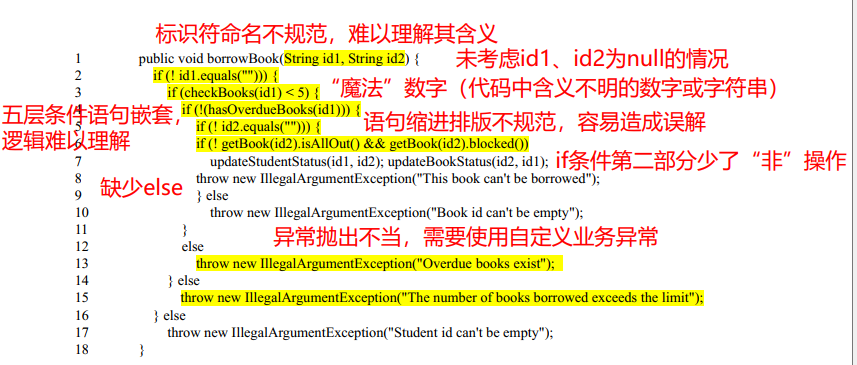 标识符命名不规范，难以理解其含义
1 public void borrowBook(String id1, String id2) { 未考虑id1、id2为null的情况
2 if (! id1.equals(""))) {
3 if (checkBooks(id1) < 5) { “魔法”数字（代码中含义不明的数字或字符串）
if (!(hasOverdueBooks(id1))) {
五层条件语句嵌套，
逻辑难以理解
if (! id2.equals(""))) { 语句缩进排版不规范，容易造成误解
if (! getBook(id2).isAllOut() && getBook(id2).blocked())
7 updateStudentStatus(id1, id2); updateBookStatus(id2, id1); if条件第二部分少了“非”操作
缺少else
8 throw new IllegalArgumentException("This book can't be borrowed");
9 } else
10 throw new IllegalArgumentException("Book id can't be empty");
11 }
异常抛出不当，需要使用自定义业务异常
12 else
13 throw new IllegalArgumentException("Overdue books exist");
14 } else
15 throw new IllegalArgumentException("The number of books borrowed exceeds the limit");
16 } else
17 throw new IllegalArgumentException("Student id can't be empty");
18 }